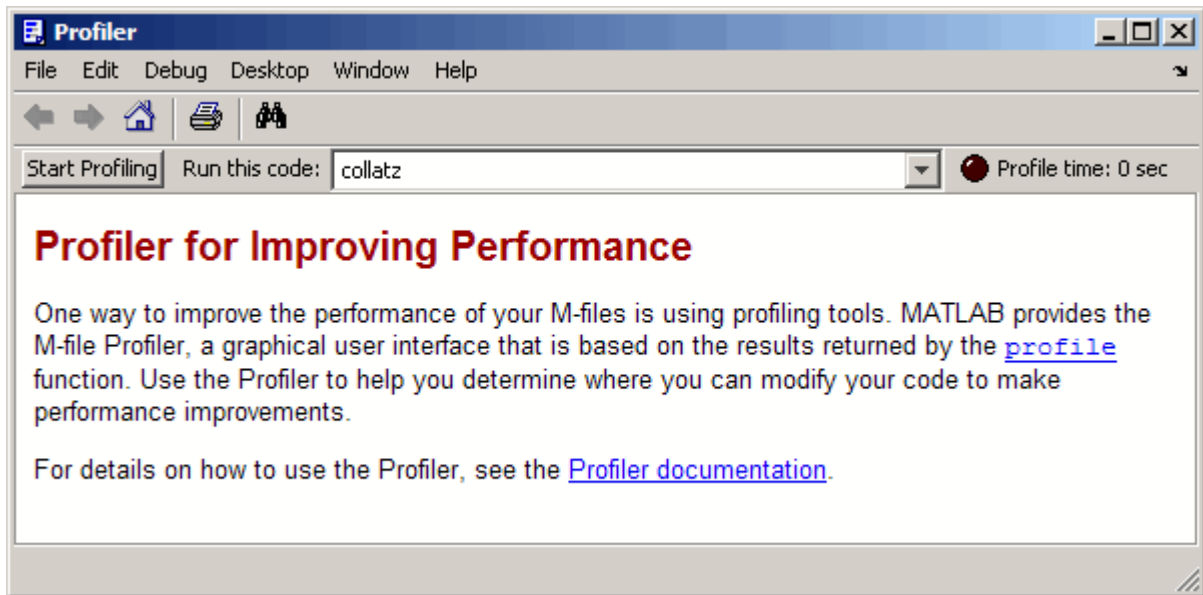 Profiler
File Edit Debug Desktop Window Help
Start Profiling Run this code: collatz Profile time: 0 sec
Profiler for Improving Performance
One way to improve the performance of your M-files is using profiling tools. MATLAB provides the
M-file Profiler, a graphical user interface that is based on the results returned by the profile
function. Use the Profiler to help you determine where you can modify your code to make
performance improvements.
For details on how to use the Profiler, see the Profiler documentation.